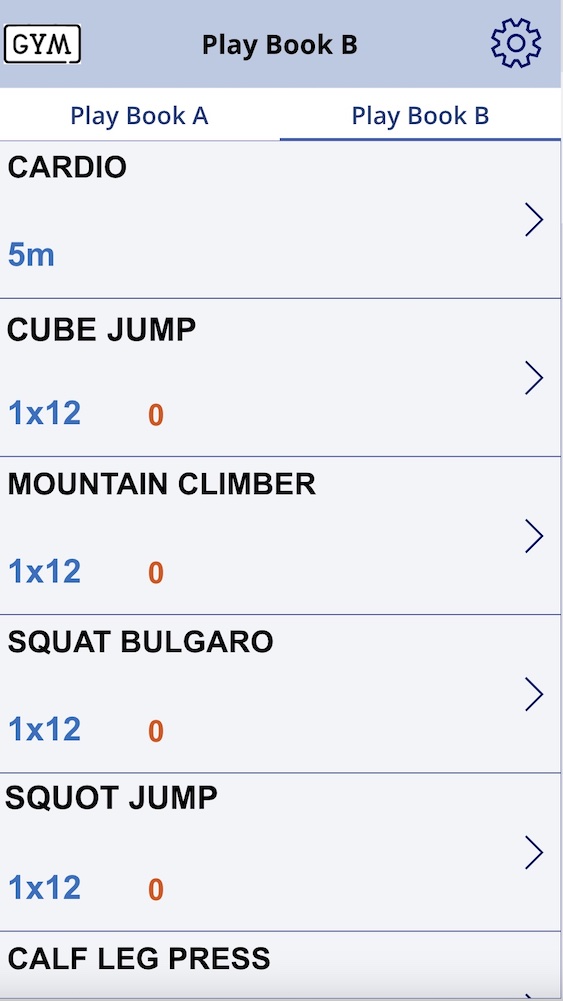 GYM
Play Book B
Play Book A
Play Book B
CARDIO
5m
CUBE JUMP
1x12 0
MOUNTAIN CLIMBER
1x12 0
SQUAT BULGARO
1x12 0
SQUOT JUMP
1x12 0
CALF LEG PRESS